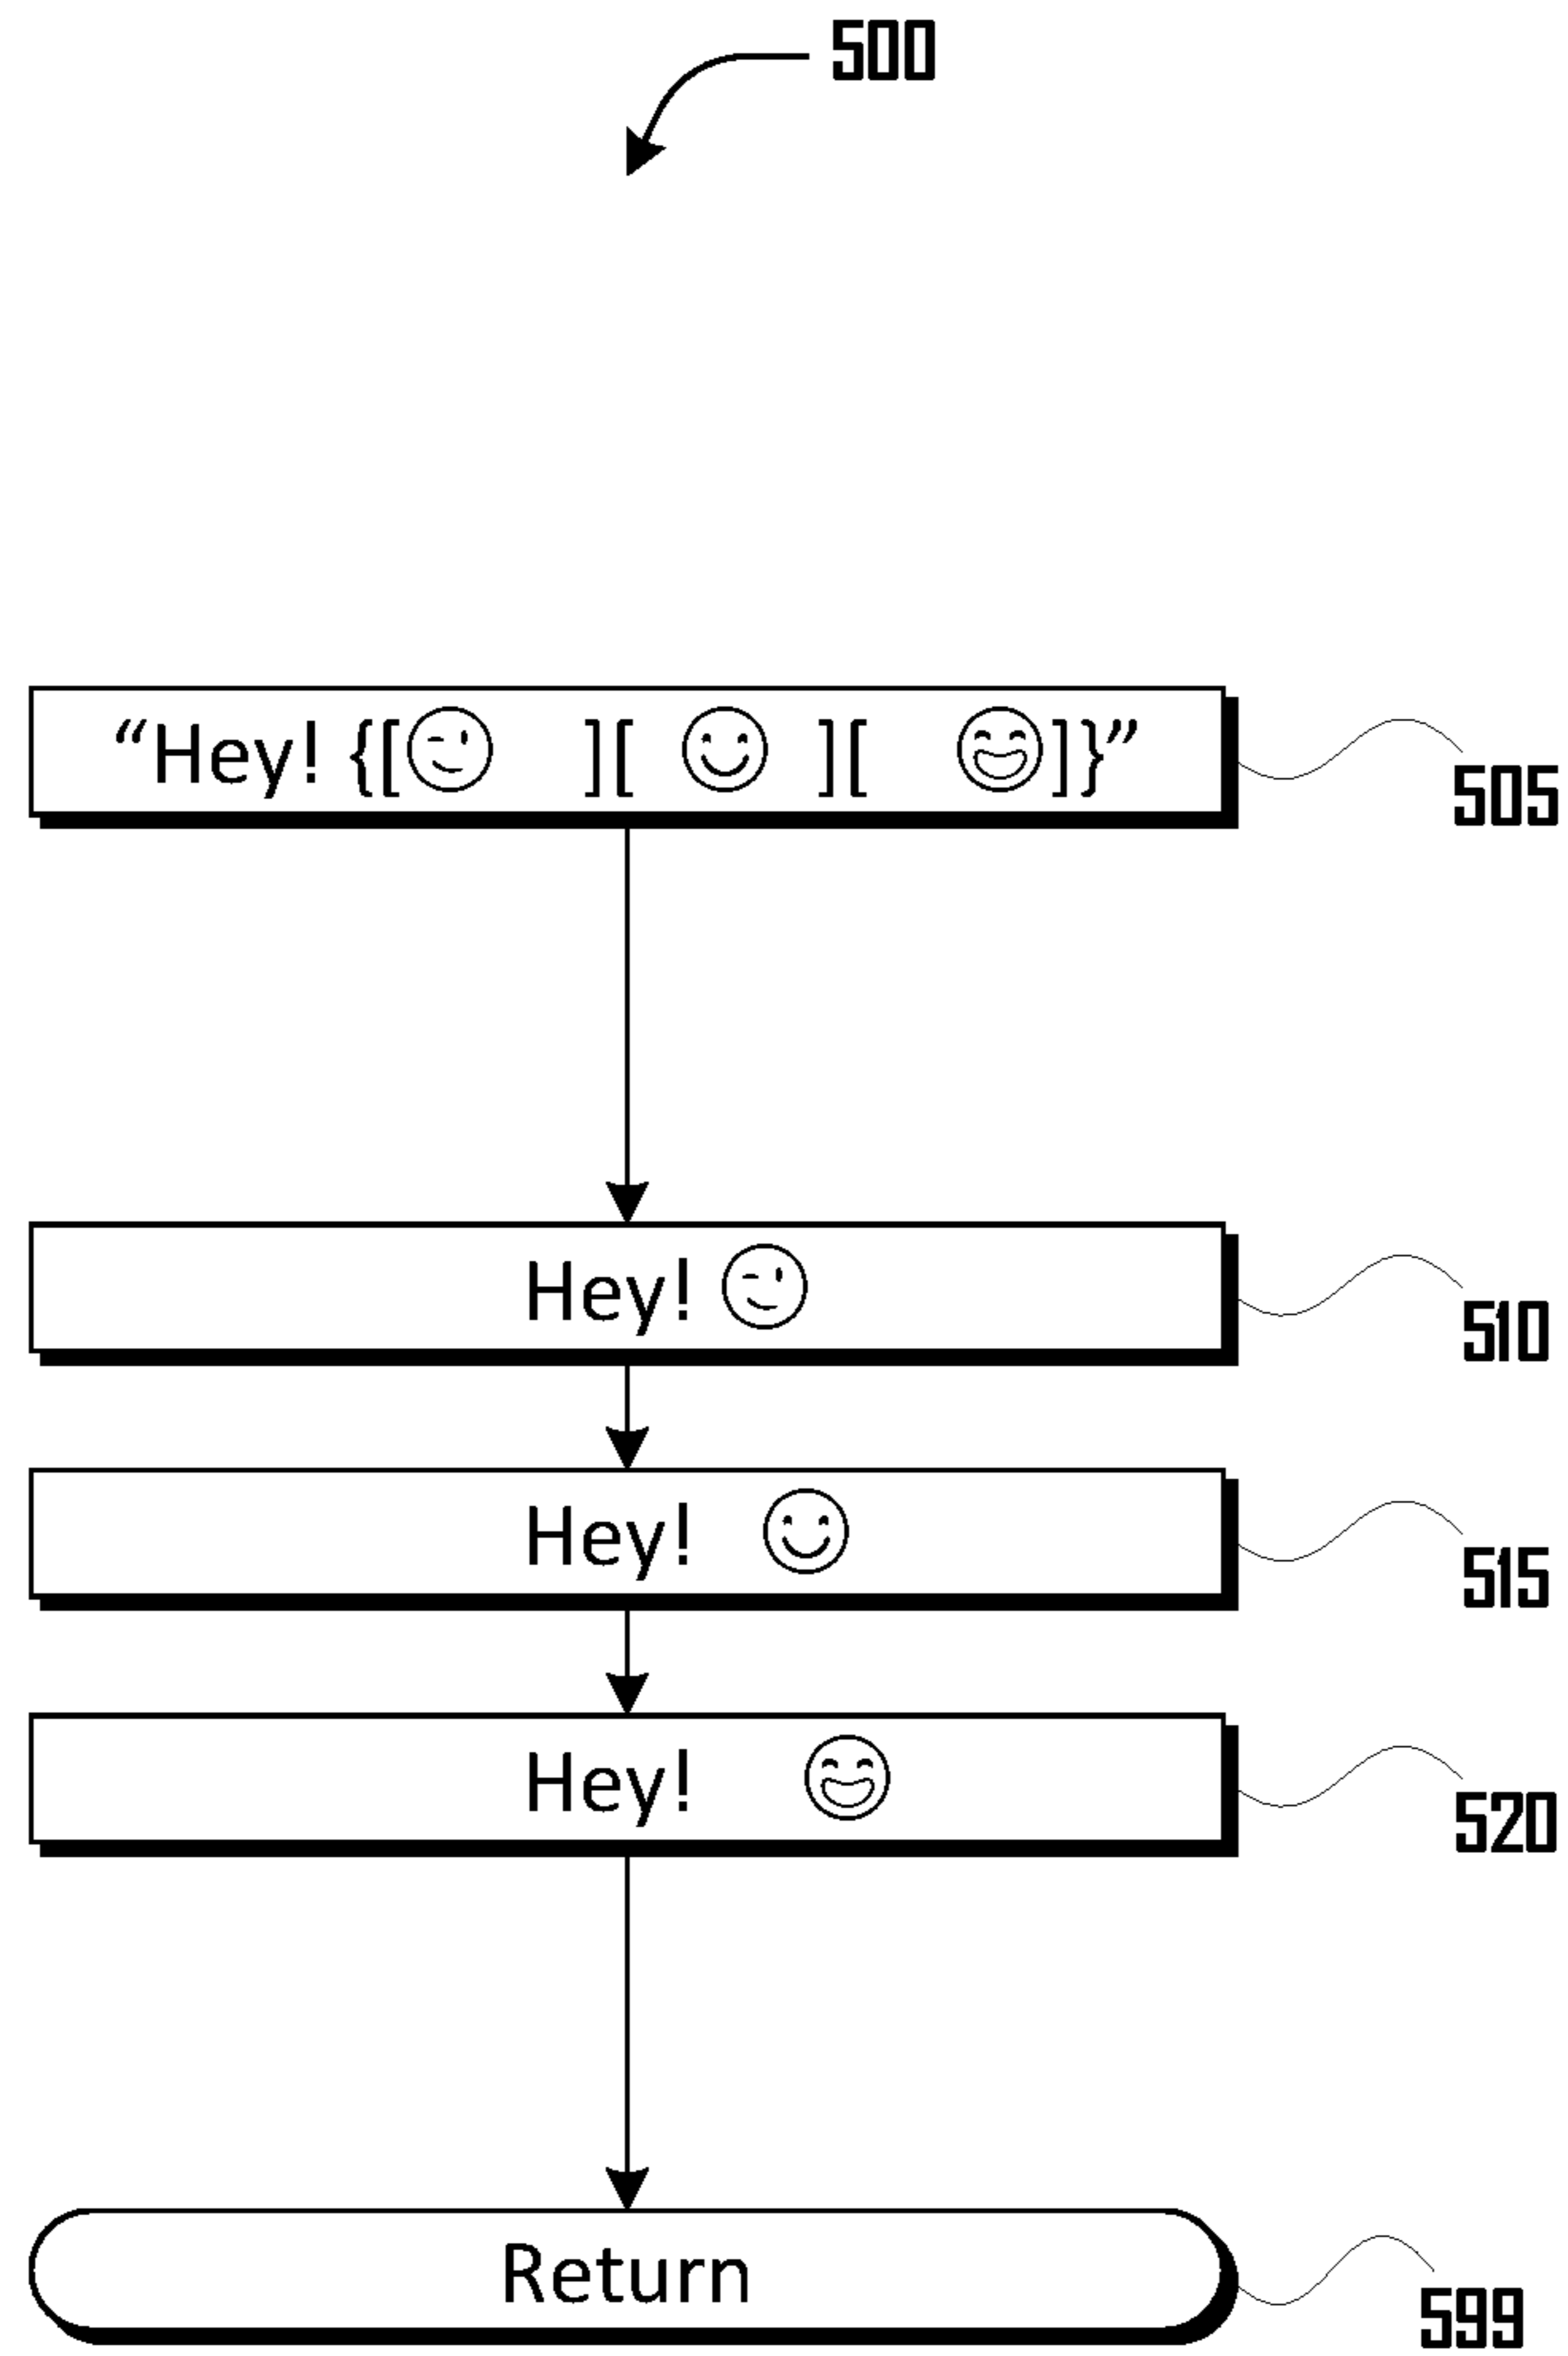 500
“Hey! {[😉 ][ 😊 ][ 😄]}”
505
Hey! 😉
510
Hey! 😊
515
Hey! 😄
520
Return
599